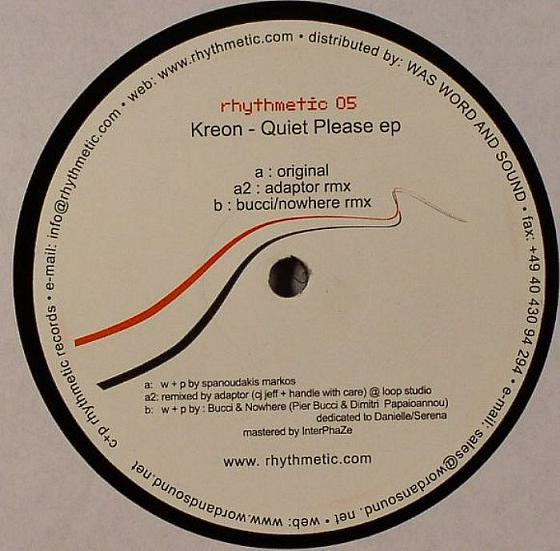 c+p rhythmetic records • e-mail: info@rhythmetic.com • web: www.rhythmetic.com • distributed by: WAS WORD AND SOUND • fax: +49 40 430 94 294 • e-mail: sales@wordandsound.net • web: www.wordandsound.net
rhythmetic 05
Kreon - Quiet Please ep
a : original
a2 : adaptor rmx
b : bucci/nowhere rmx
a: w + p by spanoudakis markos
a2: remixed by adaptor (cj jeff + handle with care) @ loop studio
b: w + p by : Bucci & Nowhere (Pier Bucci & Dimitri Papaioannou)
dedicated to Danielle/Serena
mastered by InterPhaZe
www. rhythmetic.com